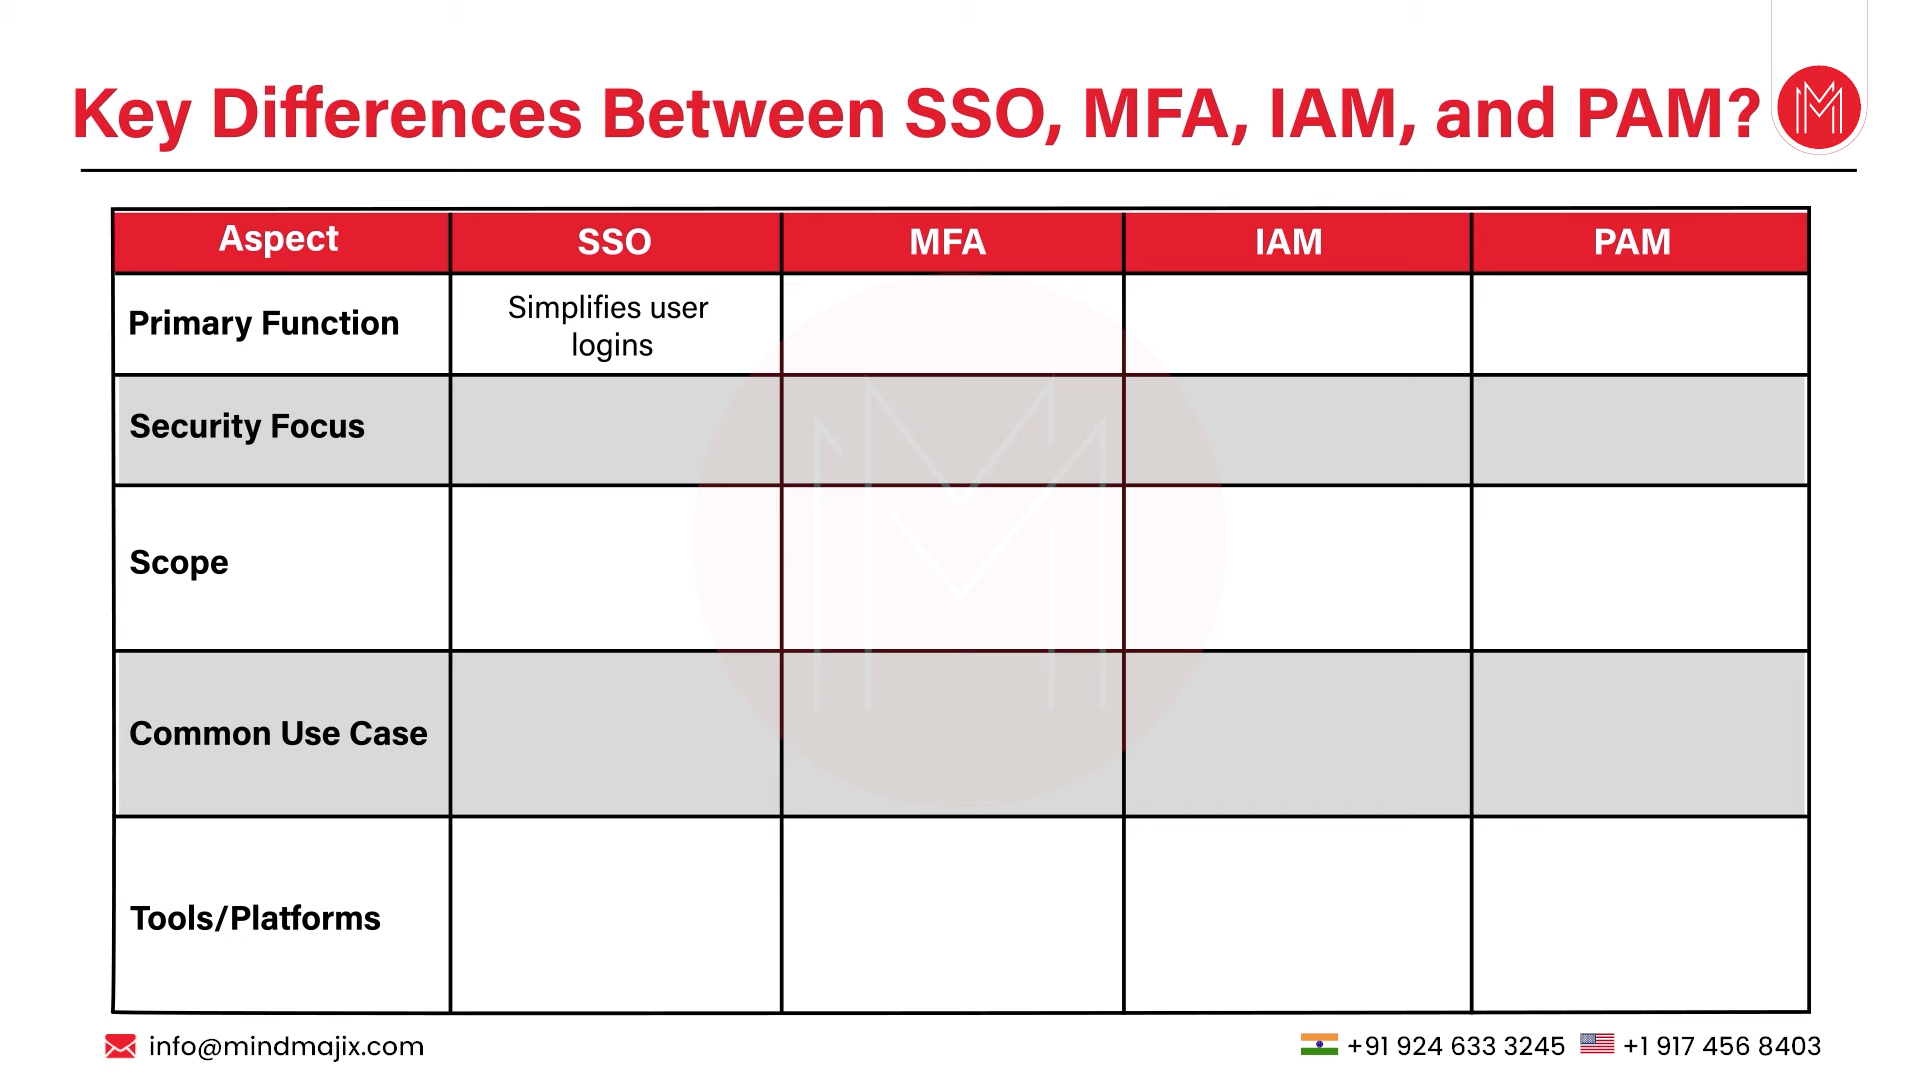 Key Differences Between SSO, MFA, IAM, and PAM?
Aspect SSO MFA IAM PAM
Primary Function
Simplifies user
logins
Security Focus
Scope
Common Use Case
Tools/Platforms
info@mindmajix.com +91 924 633 3245 +1 917 456 8403